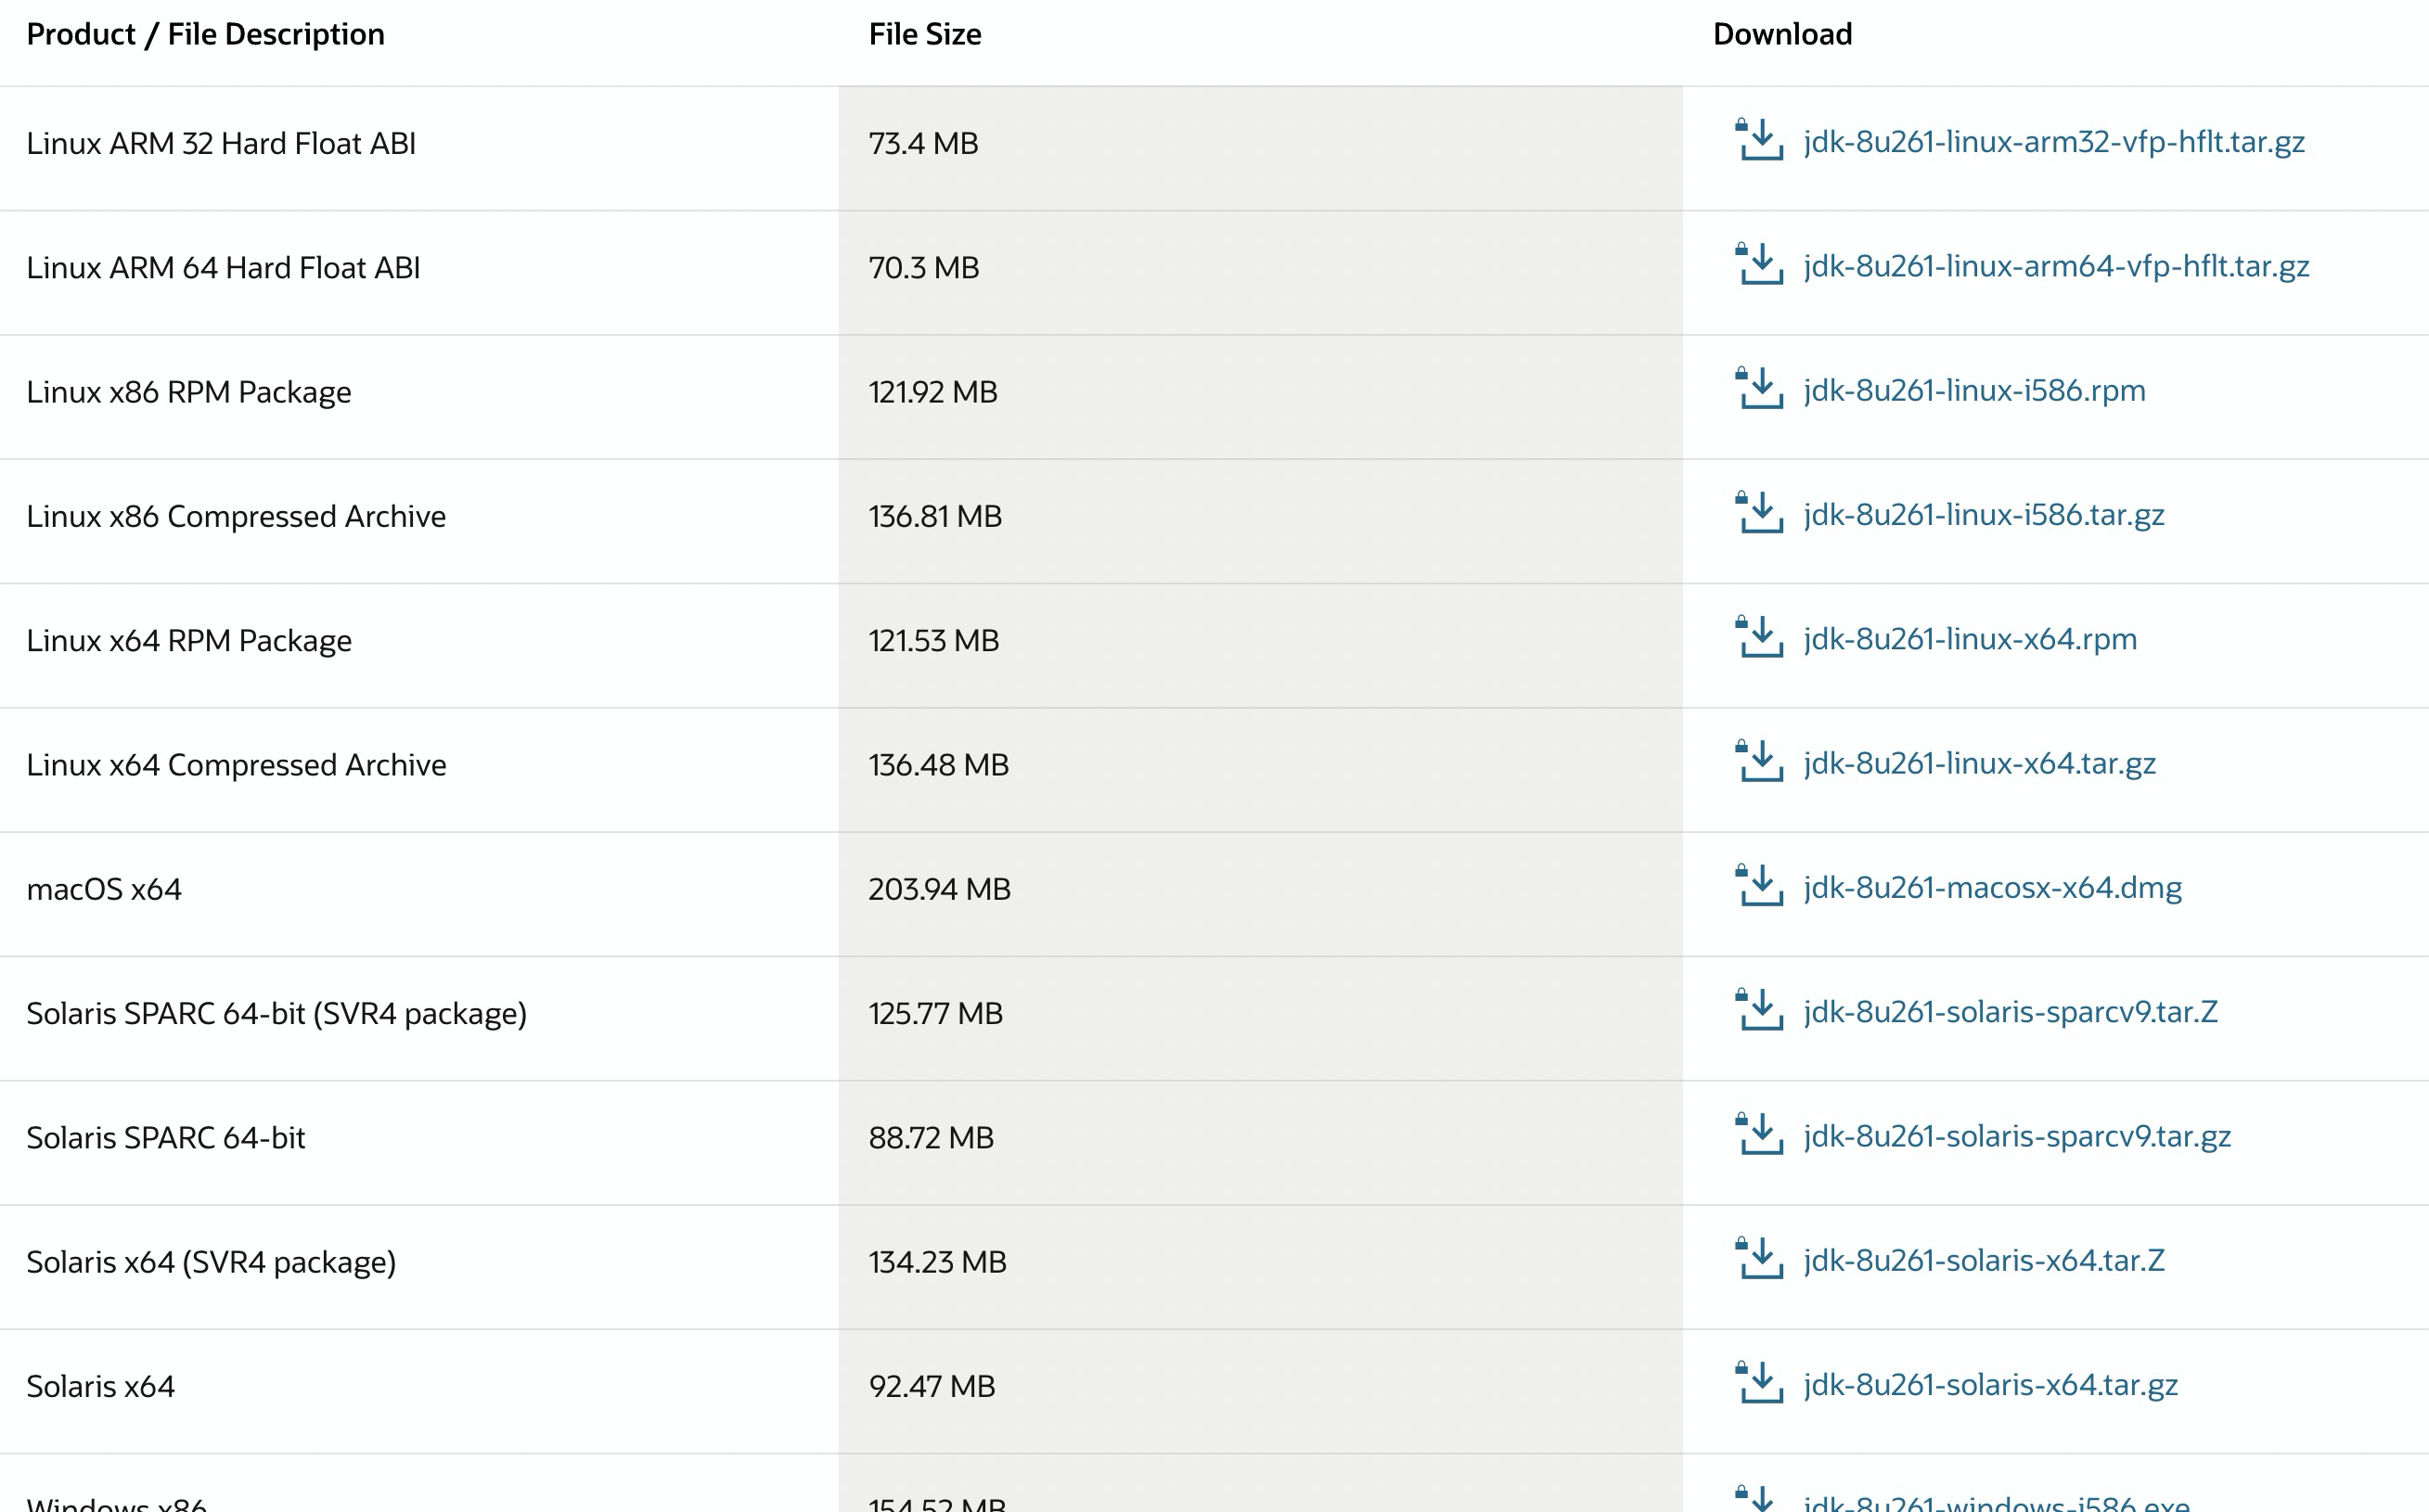 Product / File Description File Size Download
Linux ARM 32 Hard Float ABI 73.4 MB jdk-8u261-linux-arm32-vfp-hflt.tar.gz
Linux ARM 64 Hard Float ABI 70.3 MB jdk-8u261-linux-arm64-vfp-hflt.tar.gz
Linux x86 RPM Package 121.92 MB jdk-8u261-linux-i586.rpm
Linux x86 Compressed Archive 136.81 MB jdk-8u261-linux-i586.tar.gz
Linux x64 RPM Package 121.53 MB jdk-8u261-linux-x64.rpm
Linux x64 Compressed Archive 136.48 MB jdk-8u261-linux-x64.tar.gz
macOS x64 203.94 MB jdk-8u261-macosx-x64.dmg
Solaris SPARC 64-bit (SVR4 package) 125.77 MB jdk-8u261-solaris-sparcv9.tar.Z
Solaris SPARC 64-bit 88.72 MB jdk-8u261-solaris-sparcv9.tar.gz
Solaris x64 (SVR4 package) 134.23 MB jdk-8u261-solaris-x64.tar.Z
Solaris x64 92.47 MB jdk-8u261-solaris-x64.tar.gz
Windows x86 154.52 MB jdk-8u261-windows-i586.exe